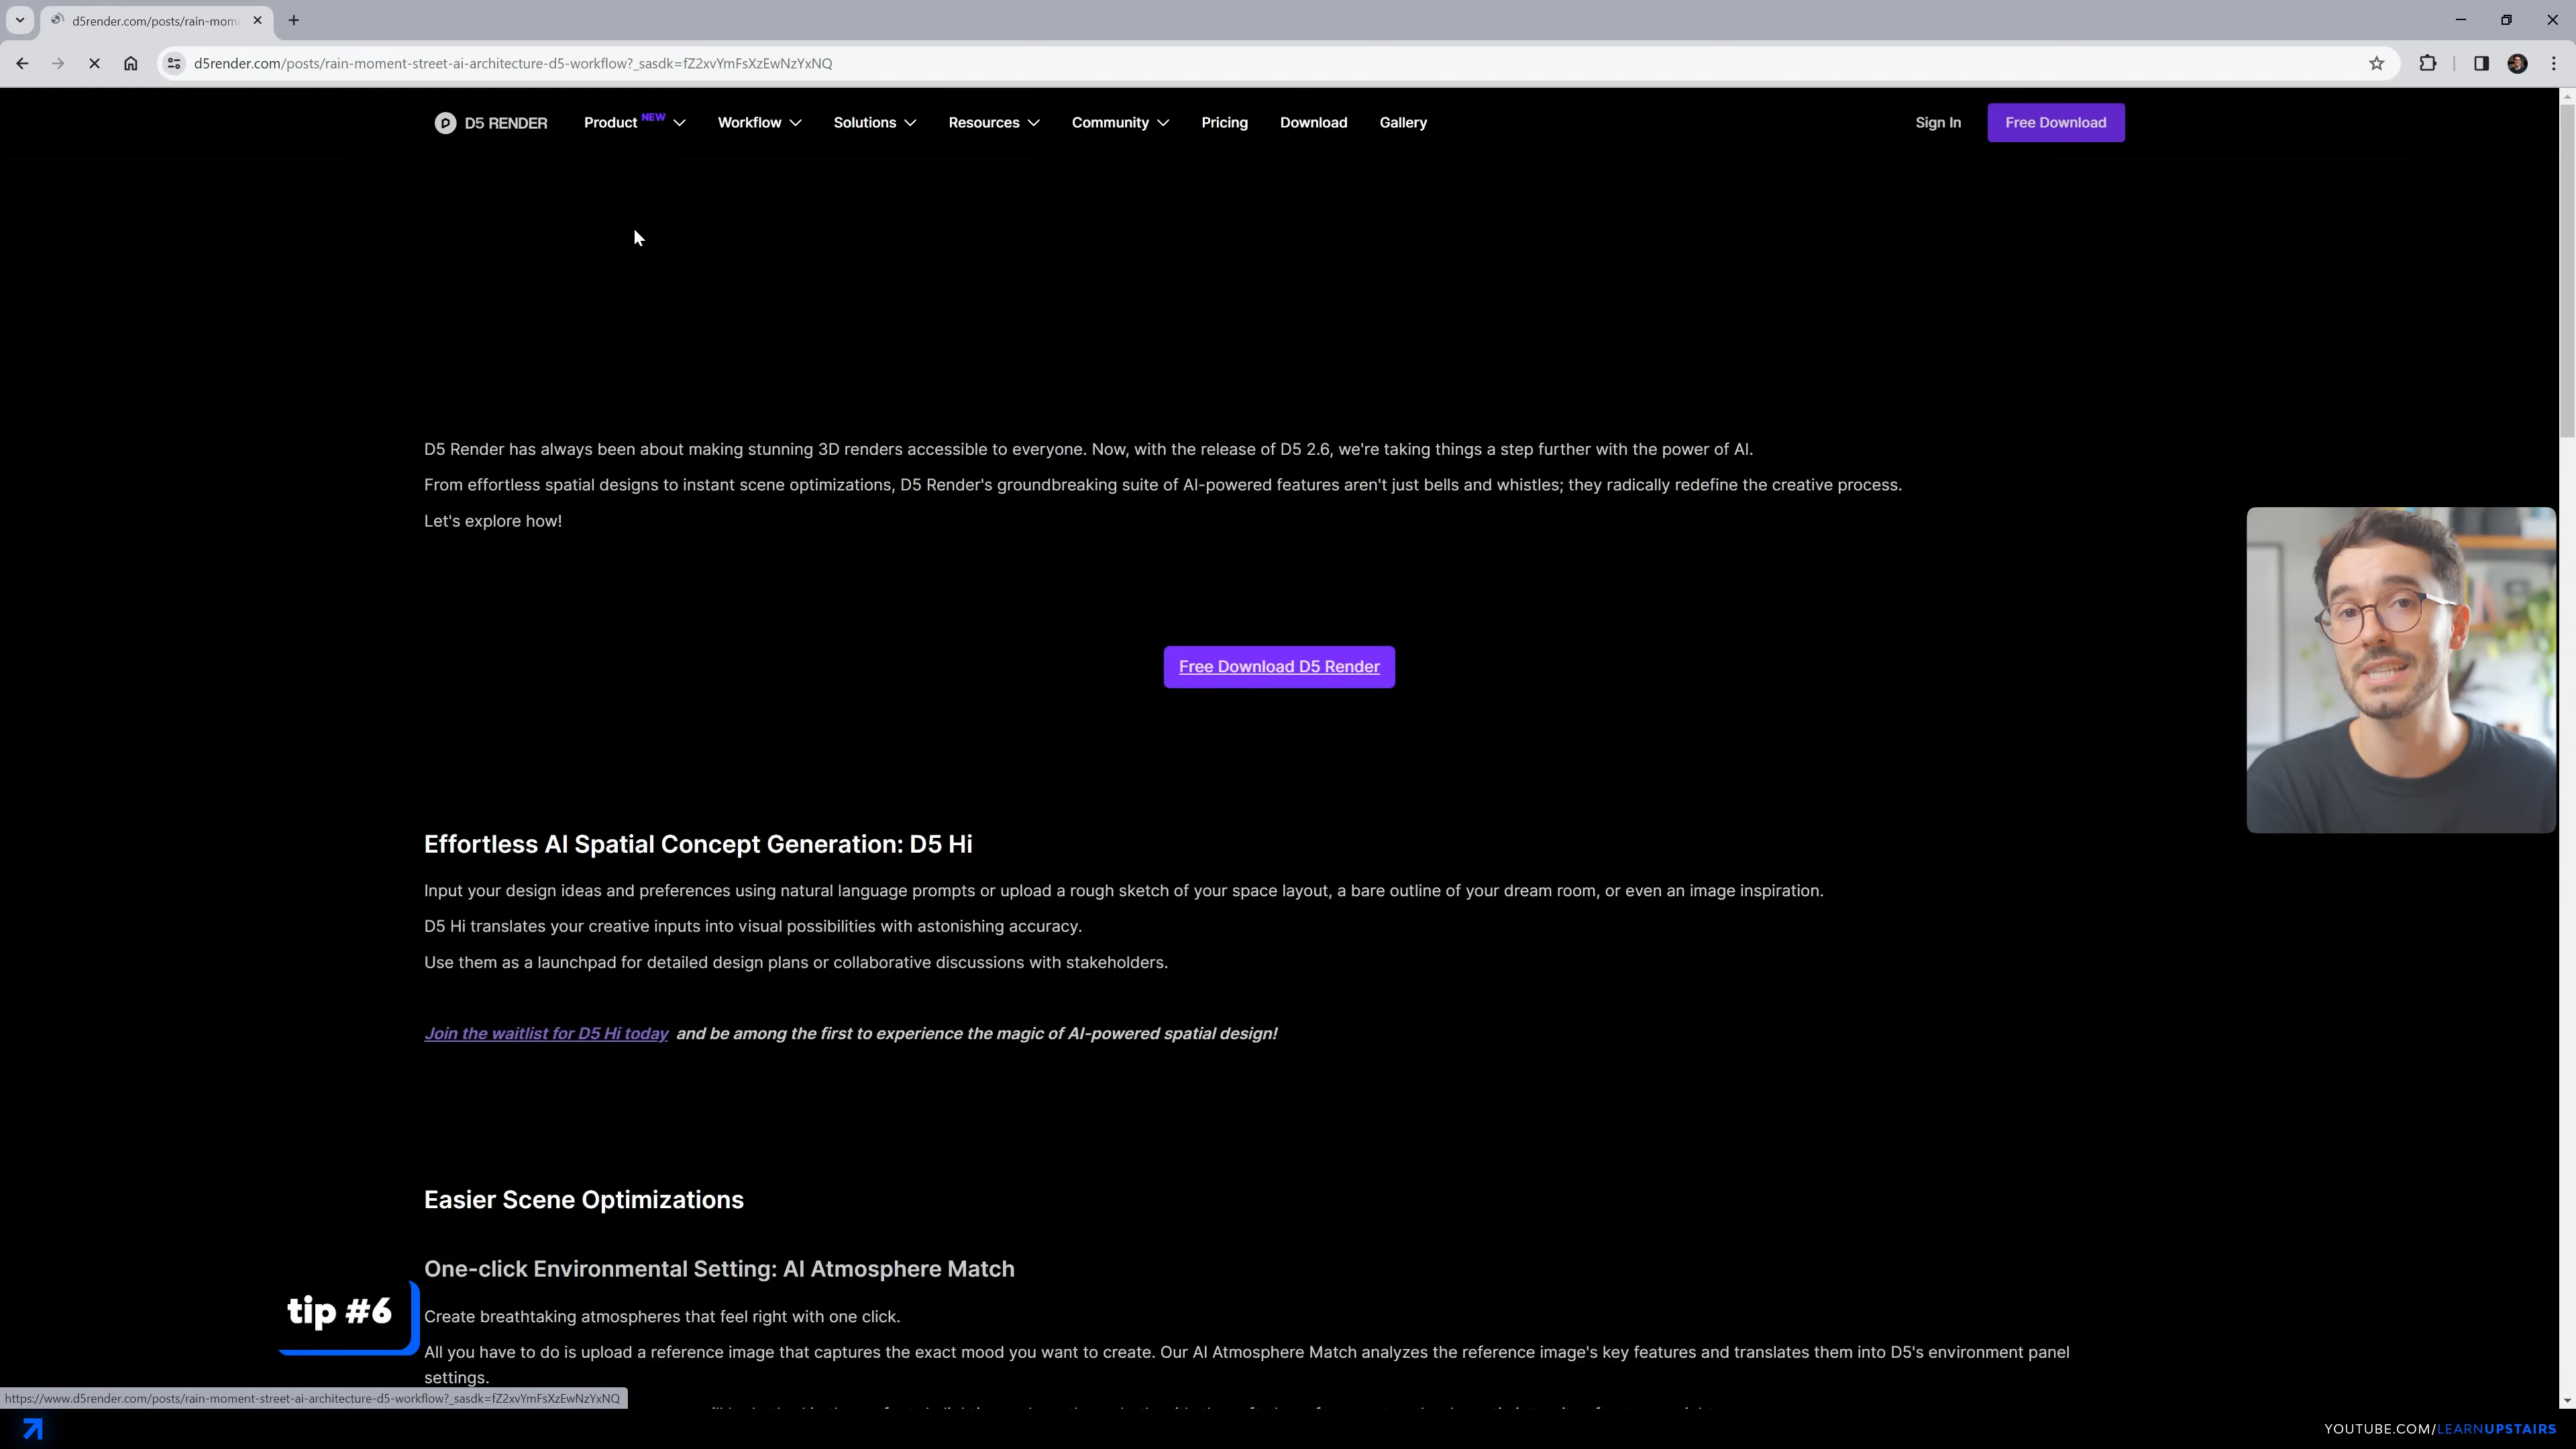 d5render.com/posts/rain-mom
d5render.com/posts/rain-moment-street-ai-architecture-d5-workflow?_sasdk=fZ2xvYmFsXzEwNzYxNQ
D5 RENDER
Product NEW
Workflow
Solutions
Resources
Community
Pricing
Download
Gallery
Sign In
Free Download
D5 Render has always been about making stunning 3D renders accessible to everyone. Now, with the release of D5 2.6, we're taking things a step further with the power of AI.
From effortless spatial designs to instant scene optimizations, D5 Render's groundbreaking suite of AI-powered features aren't just bells and whistles; they radically redefine the creative process.
Let's explore how!
Free Download D5 Render
Effortless AI Spatial Concept Generation: D5 Hi
Input your design ideas and preferences using natural language prompts or upload a rough sketch of your space layout, a bare outline of your dream room, or even an image inspiration.
D5 Hi translates your creative inputs into visual possibilities with astonishing accuracy.
Use them as a launchpad for detailed design plans or collaborative discussions with stakeholders.
Join the waitlist for D5 Hi today and be among the first to experience the magic of AI-powered spatial design!
Easier Scene Optimizations
One-click Environmental Setting: AI Atmosphere Match
tip #6
Create breathtaking atmospheres that feel right with one click.
All you have to do is upload a reference image that captures the exact mood you want to create. Our AI Atmosphere Match analyzes the reference image's key features and translates them into D5's environment panel
settings.
https://www.d5render.com/posts/rain-moment-street-ai-architecture-d5-workflow?_sasdk=fZ2xvYmFsXzEwNzYxNQ
YOUTUBE.COM/LEARNUPSTAIRS